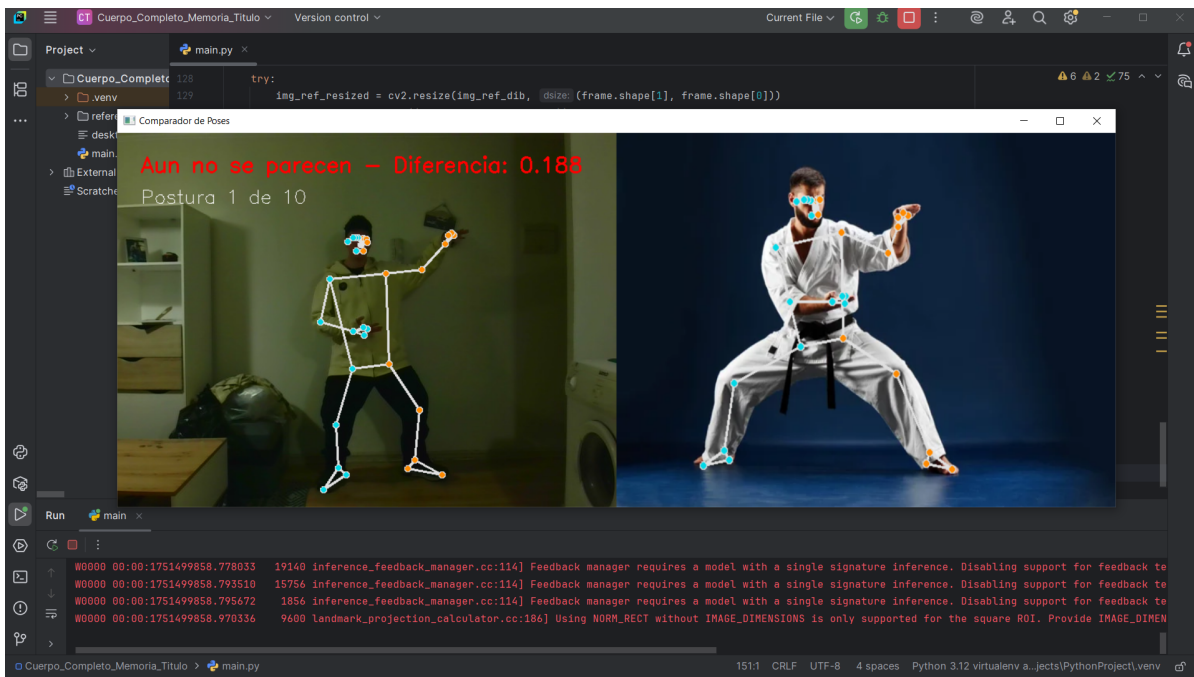 CT Cuerpo_Completo_Memoria_Titulo Version control Current File
Project main.py
Cuerpo_Complete 128 try: 6 2 75
.venv 129 img_ref_resized = cv2.resize(img_ref_dib, dsize: (frame.shape[1], frame.shape[0]))
refere
Comparador de Poses
deskt
main.
External
Scratche
Aun no se parecen - Diferencia: 0.188
Postura 1 de 10
Run main
W0000 00:00:1751499858.778033 19140 inference_feedback_manager.cc:114] Feedback manager requires a model with a single signature inference. Disabling support for feedback te
W0000 00:00:1751499858.793510 15756 inference_feedback_manager.cc:114] Feedback manager requires a model with a single signature inference. Disabling support for feedback te
W0000 00:00:1751499858.795672 1856 inference_feedback_manager.cc:114] Feedback manager requires a model with a single signature inference. Disabling support for feedback te
W0000 00:00:1751499858.970336 9600 landmark_projection_calculator.cc:186] Using NORM_RECT without IMAGE_DIMENSIONS is only supported for the square ROI. Provide IMAGE_DIMEN
Cuerpo_Completo_Memoria_Titulo > main.py 151:1 CRLF UTF-8 4 spaces Python 3.12 virtualenv a...jects\PythonProject\.venv